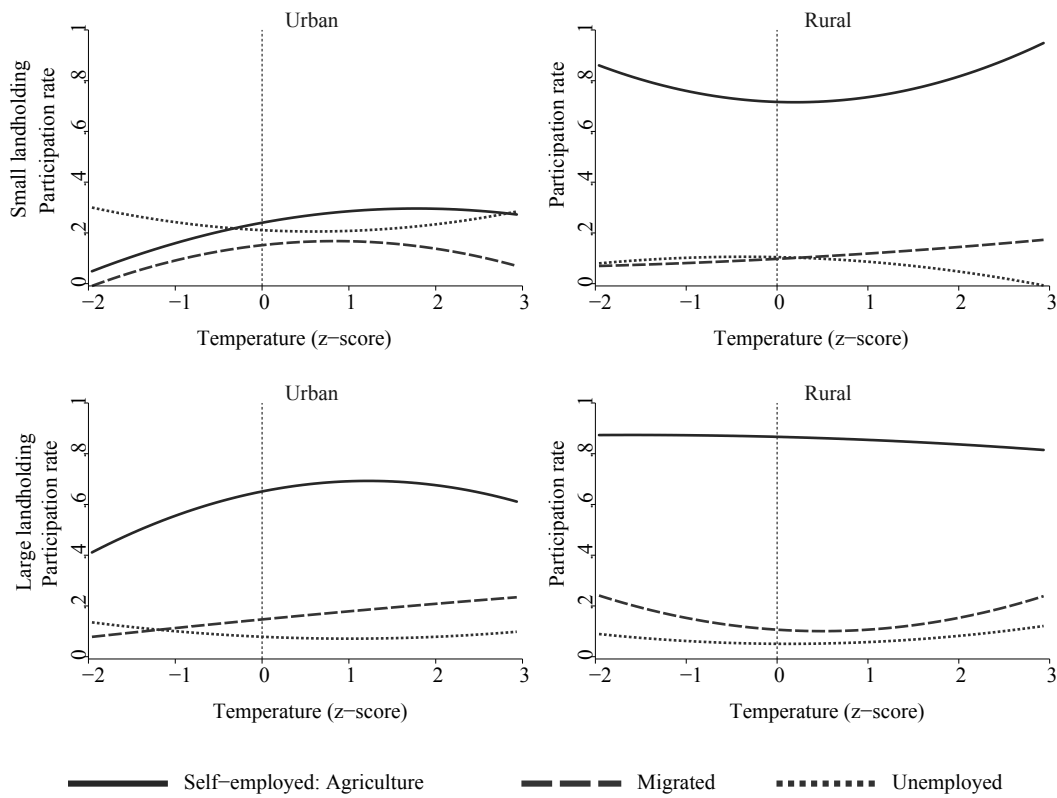 Urban
Rural
Small landholding
Participation rate
0 .2 .4 .6 .8 1
−2 −1 0 1 2 3
Temperature (z−score)
Participation rate
0 .2 .4 .6 .8 1
−2 −1 0 1 2 3
Temperature (z−score)
Urban
Rural
Large landholding
Participation rate
0 .2 .4 .6 .8 1
−2 −1 0 1 2 3
Temperature (z−score)
Participation rate
0 .2 .4 .6 .8 1
−2 −1 0 1 2 3
Temperature (z−score)
Self−employed: Agriculture Migrated Unemployed